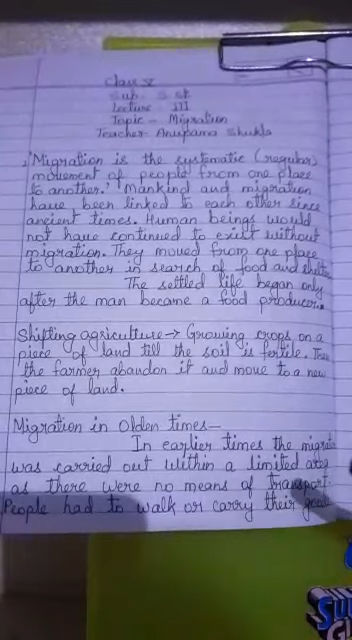 Class V
Sub- S.St.
Lecture III
Topic - Migration
Teacher- Anupama Shukla
"Migration is the systematic (regular)
movement of people from one place
to another." Mankind and migration
have been linked to each other since
ancient times. Human beings would
not have continued to exist without
migration. They moved from one place
to another in search of food and shelter
The settled life began only
after the man became a food producer.
Shifting agriculture → Growing crops on a
piece of land till the soil is fertile. Then
the farmer abandon it and move to a new
piece of land.
Migration in Olden times-
In earlier times the migrat
was carried out within a limited area
as there were no means of transport.
People had to walk or carry their goods